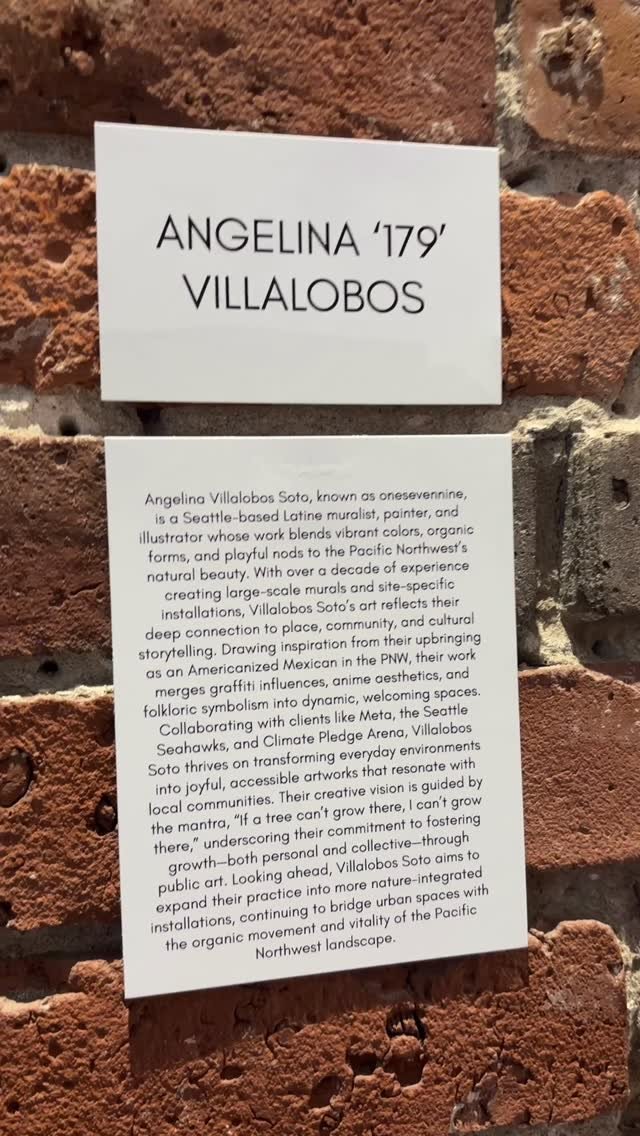 ANGELINA ‘179’
VILLALOBOS
Angelina Villalobos Soto, known as onesevennine,
is a Seattle-based Latine muralist, painter, and
illustrator whose work blends vibrant colors, organic
forms, and playful nods to the Pacific Northwest’s
natural beauty. With over a decade of experience
creating large-scale murals and site-specific
installations, Villalobos Soto’s art reflects their
deep connection to place, community, and cultural
storytelling. Drawing inspiration from their upbringing
as an Americanized Mexican in the PNW, their work
merges graffiti influences, anime aesthetics, and
folkloric symbolism into dynamic, welcoming spaces.
Collaborating with clients like Meta, the Seattle
Seahawks, and Climate Pledge Arena, Villalobos
Soto thrives on transforming everyday environments
into joyful, accessible artworks that resonate with
local communities. Their creative vision is guided by
the mantra, “If a tree can’t grow there, I can’t grow
there,” underscoring their commitment to fostering
growth—both personal and collective—through
public art. Looking ahead, Villalobos Soto aims to
expand their practice into more nature-integrated
installations, continuing to bridge urban spaces with
the organic movement and vitality of the Pacific
Northwest landscape.